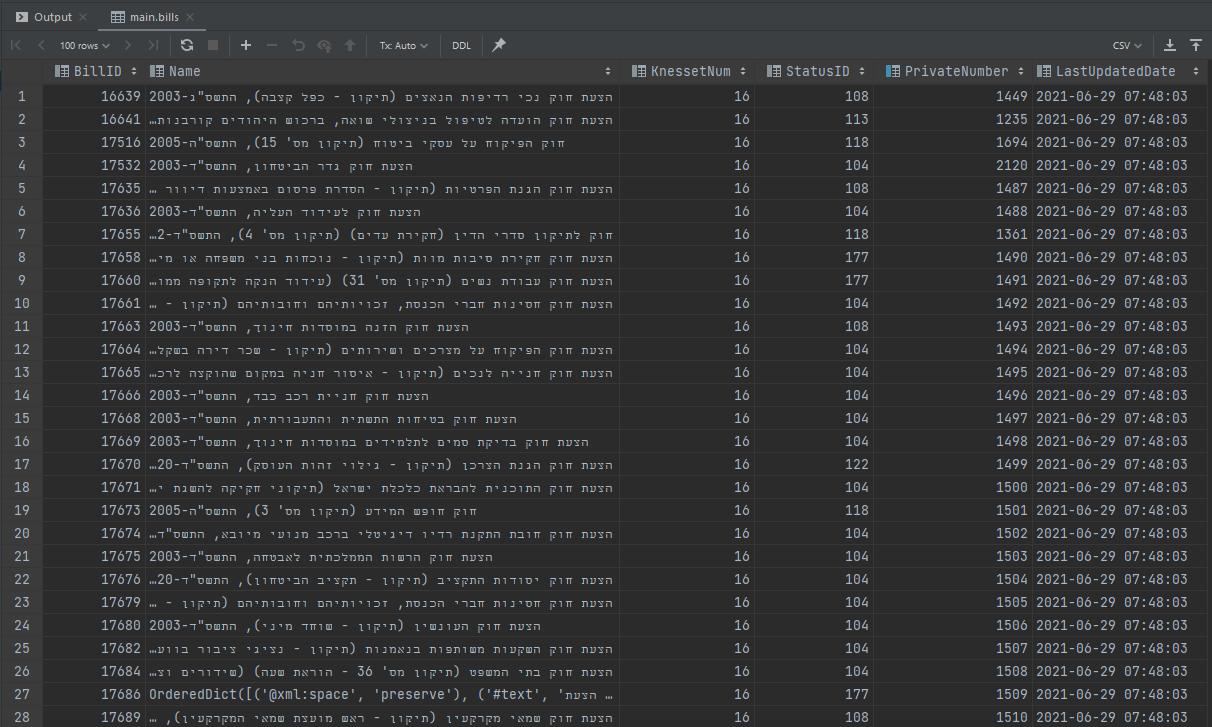 Output main.bills
100 rows Tx: Auto DDL CSV
BillID Name KnessetNum StatusID PrivateNumber LastUpdatedDate
1 16639 הצעת חוק נכי רדיפות הנאצים (תיקון - כפל קצבה), התשס"ג-2003 16 108 1449 2021-06-29 07:48:03
2 16641 הצעת חוק הועדה לטיפול בניצולי שואה, ברכוש היהודים קורבנות… 16 113 1235 2021-06-29 07:48:03
3 17516 חוק הפיקוח על עסקי ביטוח (תיקון מס' 15), התשס"ה-2005 16 118 1694 2021-06-29 07:48:03
4 17532 הצעת חוק גדר הביטחון, התשס"ד-2003 16 104 2120 2021-06-29 07:48:03
5 17635 הצעת חוק הגנת הפרטיות (תיקון - הסדרת פרסום באמצעות דיוור … 16 108 1487 2021-06-29 07:48:03
6 17636 הצעת חוק לעידוד העליה, התשס"ד-2003 16 104 1488 2021-06-29 07:48:03
7 17655 חוק לתיקון סדרי הדין (חקירת עדים) (תיקון מס' 4), התשס"ד-2… 16 118 1361 2021-06-29 07:48:03
8 17658 הצעת חוק חקירת סיבות מוות (תיקון - נוכחות בני משפחה או מי… 16 177 1490 2021-06-29 07:48:03
9 17660 הצעת חוק עבודת נשים (תיקון מס' 31) (עידוד הנקה לתקופה ממו… 16 177 1491 2021-06-29 07:48:03
10 17661 הצעת חוק חסינות חברי הכנסת, זכויותיהם וחובותיהם (תיקון - … 16 104 1492 2021-06-29 07:48:03
11 17663 הצעת חוק הזנה במוסדות חינוך, התשס"ד-2003 16 108 1493 2021-06-29 07:48:03
12 17664 הצעת חוק הפיקוח על מצרכים ושירותים (תיקון - שכר דירה בשקל… 16 104 1494 2021-06-29 07:48:03
13 17665 הצעת חוק חנייה לנכים (תיקון - איסור חניה במקום שהוקצה לרכ… 16 104 1495 2021-06-29 07:48:03
14 17666 הצעת חוק חניית רכב כבד, התשס"ד-2003 16 104 1496 2021-06-29 07:48:03
15 17668 הצעת חוק בטיחות התשתית והתעבורתית, התשס"ד-2003 16 104 1497 2021-06-29 07:48:03
16 17669 הצעת חוק בדיקת סמים לתלמידים במוסדות חינוך, התשס"ד-2003 16 104 1498 2021-06-29 07:48:03
17 17670 הצעת חוק הגנת הצרכן (תיקון - גילוי זהות העוסק), התשס"ד-20… 16 122 1499 2021-06-29 07:48:03
18 17671 הצעת חוק התוכנית להבראת כלכלת ישראל (תיקוני חקיקה להשגת י… 16 104 1500 2021-06-29 07:48:03
19 17673 חוק חופש המידע (תיקון מס' 3), התשס"ה-2005 16 118 1501 2021-06-29 07:48:03
20 17674 הצעת חוק חובת התקנת רדיו דיגיטלי ברכב מנועי מיובא, התשס"ד… 16 104 1502 2021-06-29 07:48:03
21 17675 הצעת חוק הרשות הממלכתית לאבטחה, התשס"ד-2003 16 104 1503 2021-06-29 07:48:03
22 17676 הצעת חוק יסודות התקציב (תיקון - תקציב הביטחון), התשס"ד-20… 16 104 1504 2021-06-29 07:48:03
23 17679 הצעת חוק חסינות חברי הכנסת, זכויותיהם וחובותיהם (תיקון - … 16 104 1505 2021-06-29 07:48:03
24 17680 הצעת חוק העונשין (תיקון - שוחד מיני), התשס"ד-2003 16 104 1506 2021-06-29 07:48:03
25 17682 הצעת חוק השקעות משותפות בנאמנות (תיקון - נציגי ציבור בווע… 16 104 1507 2021-06-29 07:48:03
26 17684 הצעת חוק בתי המשפט (תיקון מס' 36 - הוראת שעה) (שידורים וצ… 16 104 1508 2021-06-29 07:48:03
27 17686 OrderedDict([('@xml:space', 'preserve'), ('#text', 'הצעת … 16 177 1509 2021-06-29 07:48:03
28 17689 הצעת חוק שמאי מקרקעין (תיקון - ראש מועצת שמאי המקרקעין), … 16 108 1510 2021-06-29 07:48:03